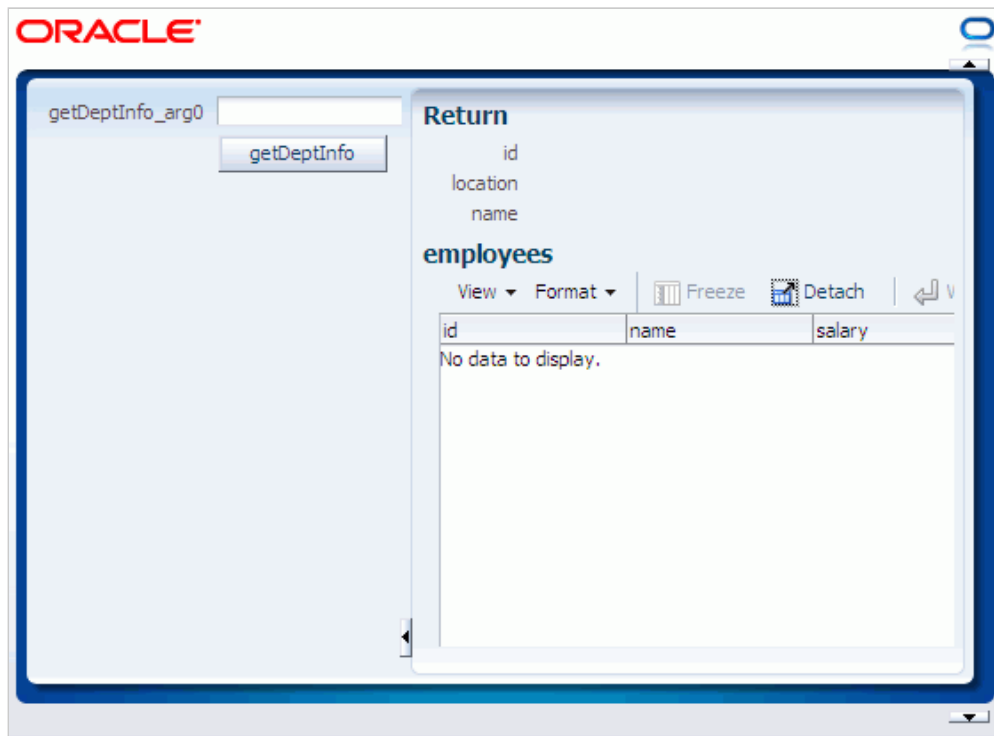 ORACLE
getDeptInfo_arg0
getDeptInfo
Return
id
location
name
employees
View Format Freeze Detach
id name salary
No data to display.